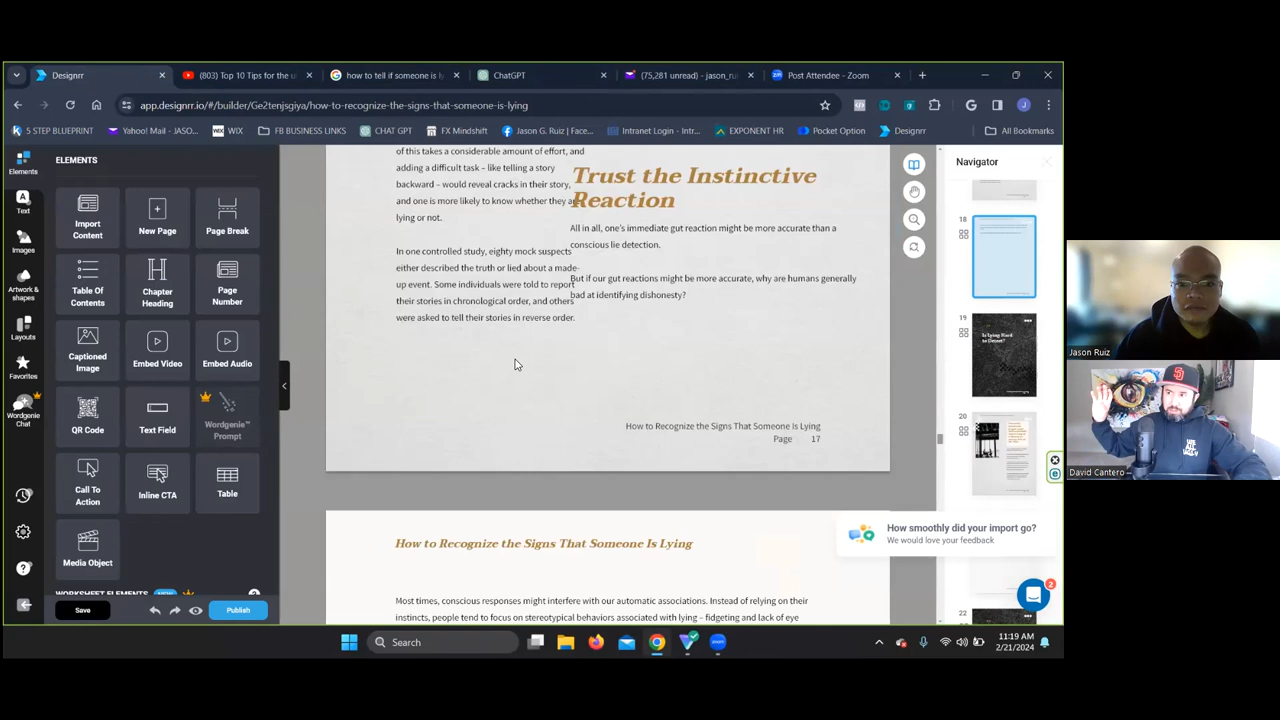 Designrr
(803) Top 10 Tips for the u
how to tell if someone is l
ChatGPT
(75,281 unread) - jason_ru
Post Attendee - Zoom
app.designrr.io/#/builder/Ge2tenjsgiya/how-to-recognize-the-signs-that-someone-is-lying
5 STEP BLUEPRINT
Yahoo! Mail - JASO...
WIX
FB BUSINESS LINKS
CHAT GPT
FX Mindshift
Jason G. Ruiz | Face...
Intranet Login - Intr...
EXPONENT HR
Pocket Option
Designrr
All Bookmarks
Elements
Text
Images
Artwork &
shapes
Layouts
Favorites
Wordgenie
Chat
ELEMENTS
Import
Content
New Page
Page Break
Table Of
Contents
Chapter
Heading
Page
Number
Captioned
Image
Embed Video
Embed Audio
QR Code
Text Field
Wordgenie™
Prompt
Call To
Action
Inline CTA
Table
Media Object
WORKSHEET ELEMENTS
NEW
Save
Publish
of this takes a considerable amount of effort, and
adding a difficult task – like telling a story
backward – would reveal cracks in their story,
and one is more likely to know whether they a
lying or not.
In one controlled study, eighty mock suspects
either described the truth or lied about a made-
up event. Some individuals were told to report
their stories in chronological order, and others
were asked to tell their stories in reverse order.
Trust the Instinctive
Reaction
All in all, one's immediate gut reaction might be more accurate than a
conscious lie detection.
But if our gut reactions might be more accurate, why are humans generally
bad at identifying dishonesty?
How to Recognize the Signs That Someone Is Lying
Page 17
How to Recognize the Signs That Someone Is Lying
Most times, conscious responses might interfere with our automatic associations. Instead of relying on their
instincts, people tend to focus on stereotypical behaviors associated with lying – fidgeting and lack of eye
Navigator
18
19
Is Lying Hard
to Detect?
20
22
How smoothly did your import go?
We would love your feedback
2
Search
11:19 AM
2/21/2024
Jason Ruiz
David Cantero